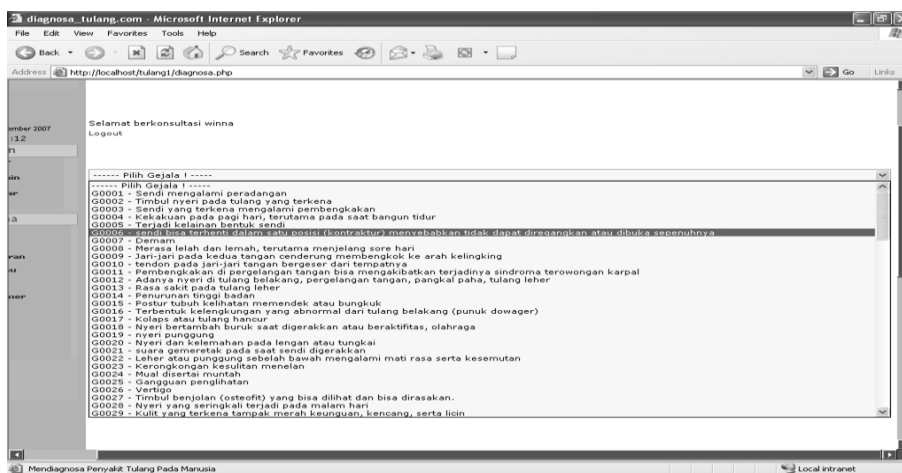 diagnosa_tulang.com - Microsoft Internet Explorer
File Edit View Favorites Tools Help
Back Search Favorites
Address http://localhost/tulang1/diagnosa.php Go Links
Selamat berkonsultasi winna
ember 2007
Logout
:12
------ Pilih Gejala ! -----
------ Pilih Gejala ! -----
G0001 - Sendi mengalami peradangan
G0002 - Timbul nyeri pada tulang yang terkena
G0003 - Sendi yang terkena mengalami pembengkakan
G0004 - Kekakuan pada pagi hari, terutama pada saat bangun tidur
G0005 - Terjadi kelainan bentuk sendi
G0006 - sendi bisa terhenti dalam satu posisi (kontraktur) menyebabkan tidak dapat diregangkan atau dibuka sepenuhnya
G0007 - Demam
G0008 - Merasa lelah dan lemah, terutama menjelang sore hari
G0009 - Jari-jari pada kedua tangan cenderung membengkok ke arah kelingking
G0010 - tendon pada jari-jari tangan bergeser dari tempatnya
G0011 - Pembengkakan di pergelangan tangan bisa mengakibatkan terjadinya sindroma terowongan karpal
G0012 - Adanya nyeri di tulang belakang, pergelangan tangan, pangkal paha, tulang leher
G0013 - Rasa sakit pada tulang leher
G0014 - Penurunan tinggi badan
G0015 - Postur tubuh kelihatan memendek atau bungkuk
G0016 - Terbentuk kelengkungan yang abnormal dari tulang belakang (punuk dowager)
G0017 - Kolaps atau tulang hancur
G0018 - Nyeri bertambah buruk saat digerakkan atau beraktifitas, olahraga
G0019 - nyeri punggung
G0020 - Nyeri dan kelemahan pada lengan atau tungkai
G0021 - suara gemeretak pada saat sendi digerakkan
G0022 - Leher atau punggung sebelah bawah mengalami mati rasa serta kesemutan
G0023 - Kerongkongan kesulitan menelan
G0024 - Mual disertai muntah
G0025 - Gangguan penglihatan
G0026 - Vertigo
G0027 - Timbul benjolan (osteofit) yang bisa dilihat dan bisa dirasakan.
G0028 - Nyeri yang seringkali terjadi pada malam hari
G0029 - Kulit yang terkena tampak merah keunguan, kencang, serta licin
Mendiagnosa Penyakit Tulang Pada Manusia Local intranet